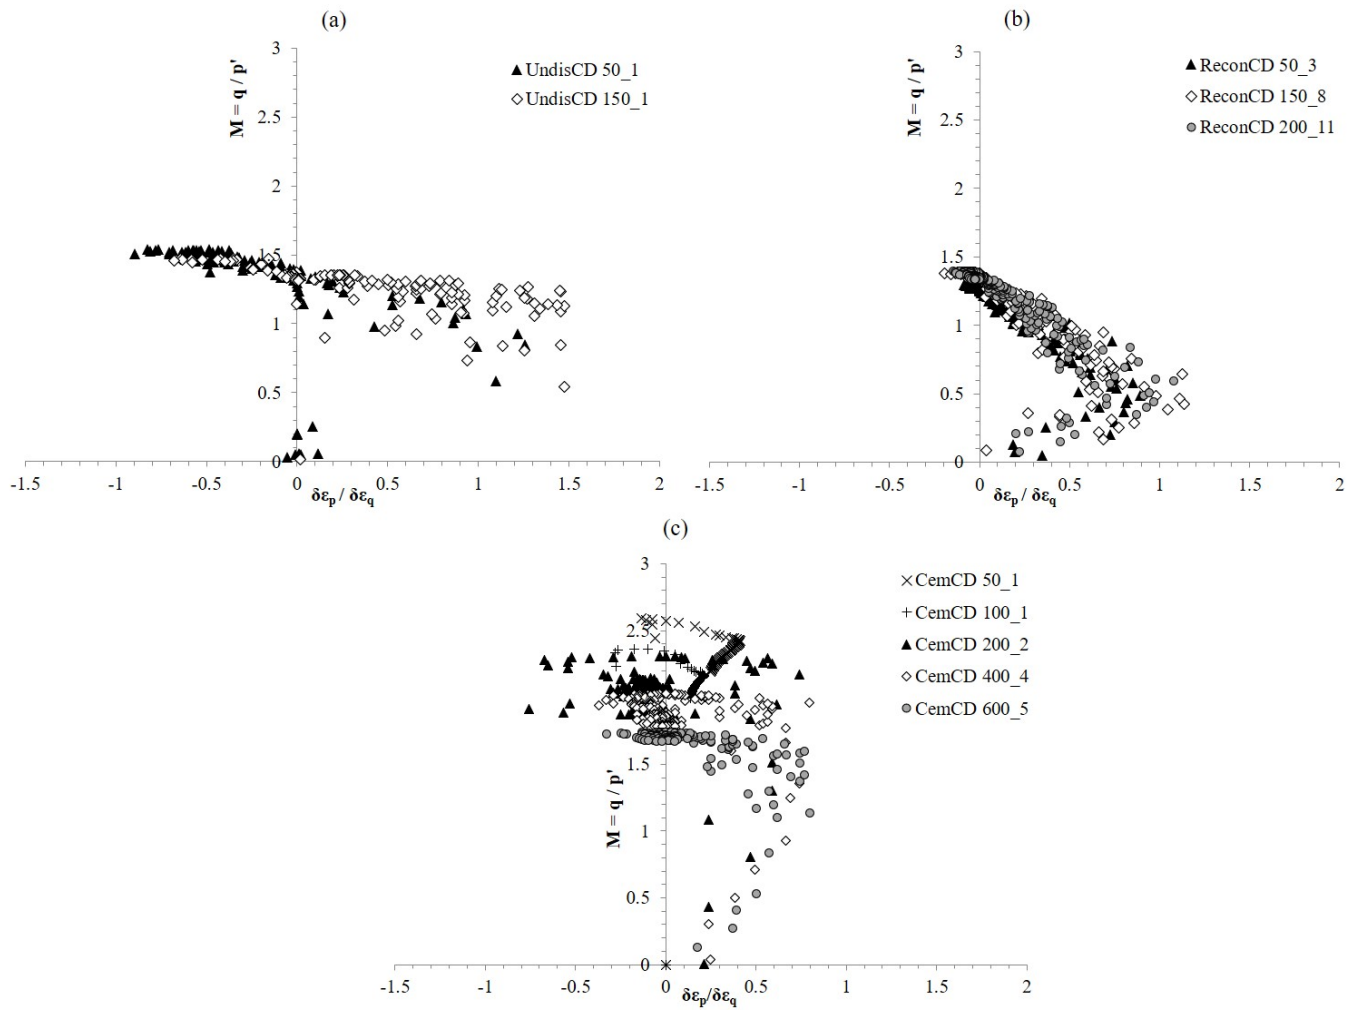 (a)
M = q / p'
3
2.5
2
1.5
1
0.5
0
-1.5
-1
-0.5
0
0.5
1
1.5
2
δεp / δεq
UndisCD 50_1
UndisCD 150_1
(b)
M = q / p'
3
2.5
2
1.5
1
0.5
0
-1.5
-1
-0.5
0
0.5
1
1.5
2
δεp / δεq
ReconCD 50_3
ReconCD 150_8
ReconCD 200_11
(c)
M = q / p'
3
2.5
1.5
1
0.5
0
-1.5
-1
-0.5
0
0.5
1
1.5
2
δεp/δεq
CemCD 50_1
CemCD 100_1
CemCD 200_2
CemCD 400_4
CemCD 600_5